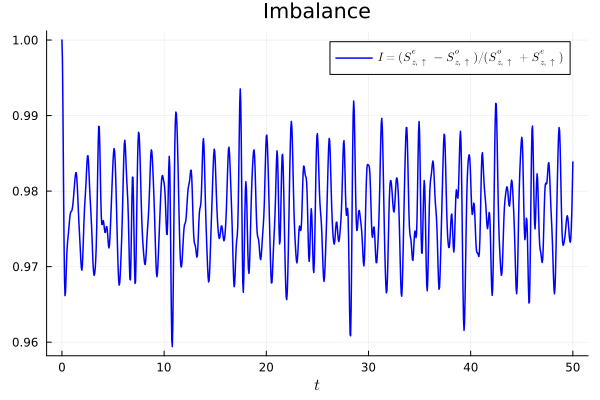 Imbalance
I = (S^e_{z,↑} − S^o_{z,↑})/(S^o_{z,↑} + S^e_{z,↑})
1.00
0.99
0.98
0.97
0.96
0 10 20 30 40 50
t